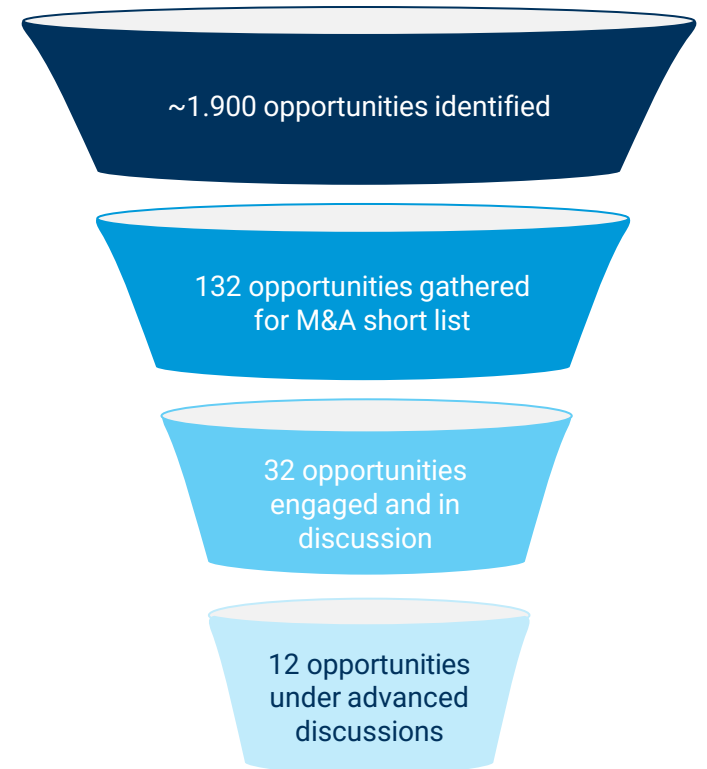 ~1.900 opportunities identified
132 opportunities gathered
for M&A short list
32 opportunities
engaged and in
discussion
12 opportunities
under advanced
discussions